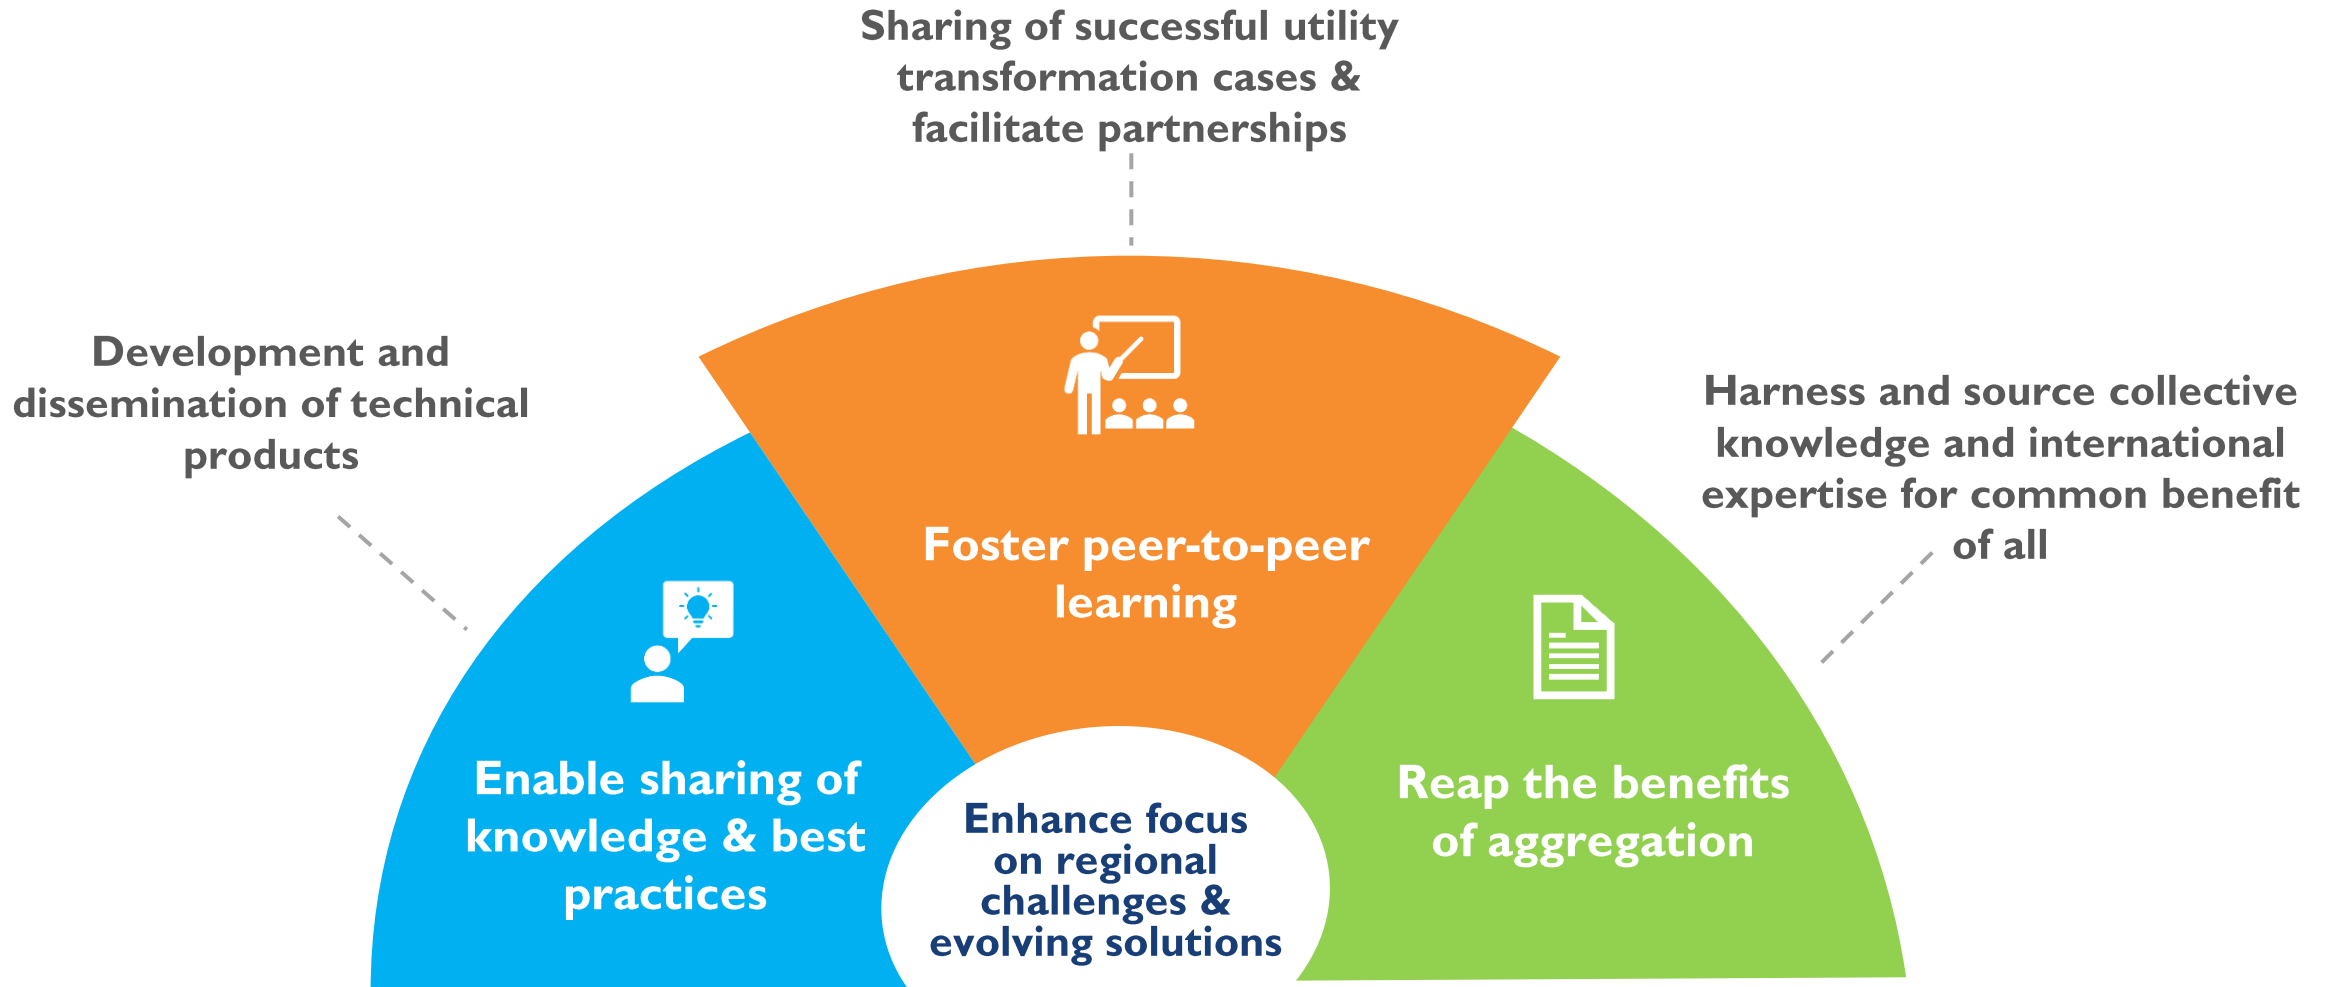 Sharing of successful utility
transformation cases &
facilitate partnerships
Development and
dissemination of technical
products
Harness and source collective
knowledge and international
expertise for common benefit
of all
Foster peer-to-peer
learning
Enable sharing of
knowledge & best
practices
Reap the benefits
of aggregation
Enhance focus
on regional
challenges &
evolving solutions